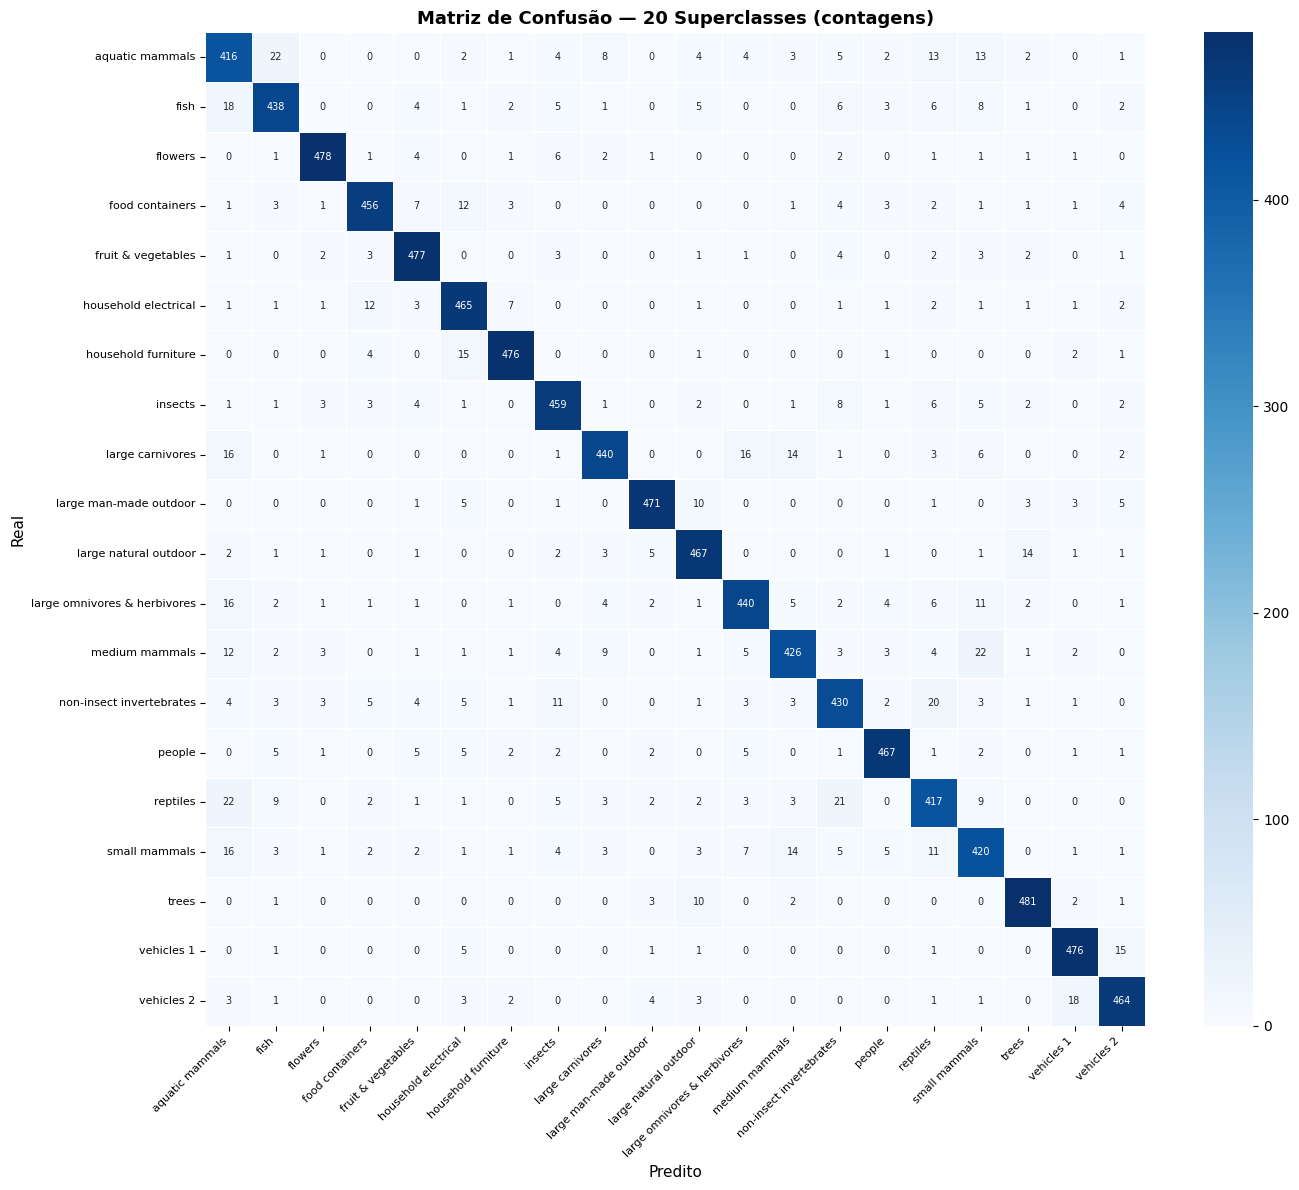 Matriz de Confusão — 20 Superclasses (contagens)
Real
aquatic mammals 416 22 0 0 0 2 1 4 8 0 4 4 3 5 2 13 13 2 0 1
fish 18 438 0 0 4 1 2 5 1 0 5 0 0 6 3 6 8 1 0 2
flowers 0 1 478 1 4 0 1 6 2 1 0 0 0 2 0 1 1 1 1 0
food containers 1 3 1 456 7 12 3 0 0 0 0 0 1 4 3 2 1 1 1 4
fruit & vegetables 1 0 2 3 477 0 0 3 0 0 1 1 0 4 0 2 3 2 0 1
household electrical 1 1 1 12 3 465 7 0 0 0 1 0 0 1 1 2 1 1 1 2
household furniture 0 0 0 4 0 15 476 0 0 0 1 0 0 0 1 0 0 0 2 1
insects 1 1 3 3 4 1 0 459 1 0 2 0 1 8 1 6 5 2 0 2
large carnivores 16 0 1 0 0 0 0 1 440 0 0 16 14 1 0 3 6 0 0 2
large man-made outdoor 0 0 0 0 1 5 0 1 0 471 10 0 0 0 0 1 0 3 3 5
large natural outdoor 2 1 1 0 1 0 0 2 3 5 467 0 0 0 1 0 1 14 1 1
large omnivores & herbivores 16 2 1 1 1 0 1 0 4 2 1 440 5 2 4 6 11 2 0 1
medium mammals 12 2 3 0 1 1 1 4 9 0 1 5 426 3 3 4 22 1 2 0
non-insect invertebrates 4 3 3 5 4 5 1 11 0 0 1 3 3 430 2 20 3 1 1 0
people 0 5 1 0 5 5 2 2 0 2 0 5 0 1 467 1 2 0 1 1
reptiles 22 9 0 2 1 1 0 5 3 2 2 3 3 21 0 417 9 0 0 0
small mammals 16 3 1 2 2 1 1 4 3 0 3 7 14 5 5 11 420 0 1 1
trees 0 1 0 0 0 0 0 0 0 3 10 0 2 0 0 0 0 481 2 1
vehicles 1 0 1 0 0 0 5 0 0 0 1 1 0 0 0 0 1 0 0 476 15
vehicles 2 3 1 0 0 0 3 2 0 0 4 3 0 0 0 0 1 1 0 18 464
aquatic mammals
fish
flowers
food containers
fruit & vegetables
household electrical
household furniture
insects
large carnivores
large man-made outdoor
large natural outdoor
large omnivores & herbivores
medium mammals
non-insect invertebrates
people
reptiles
small mammals
trees
vehicles 1
vehicles 2
Predito
400
300
200
100
0